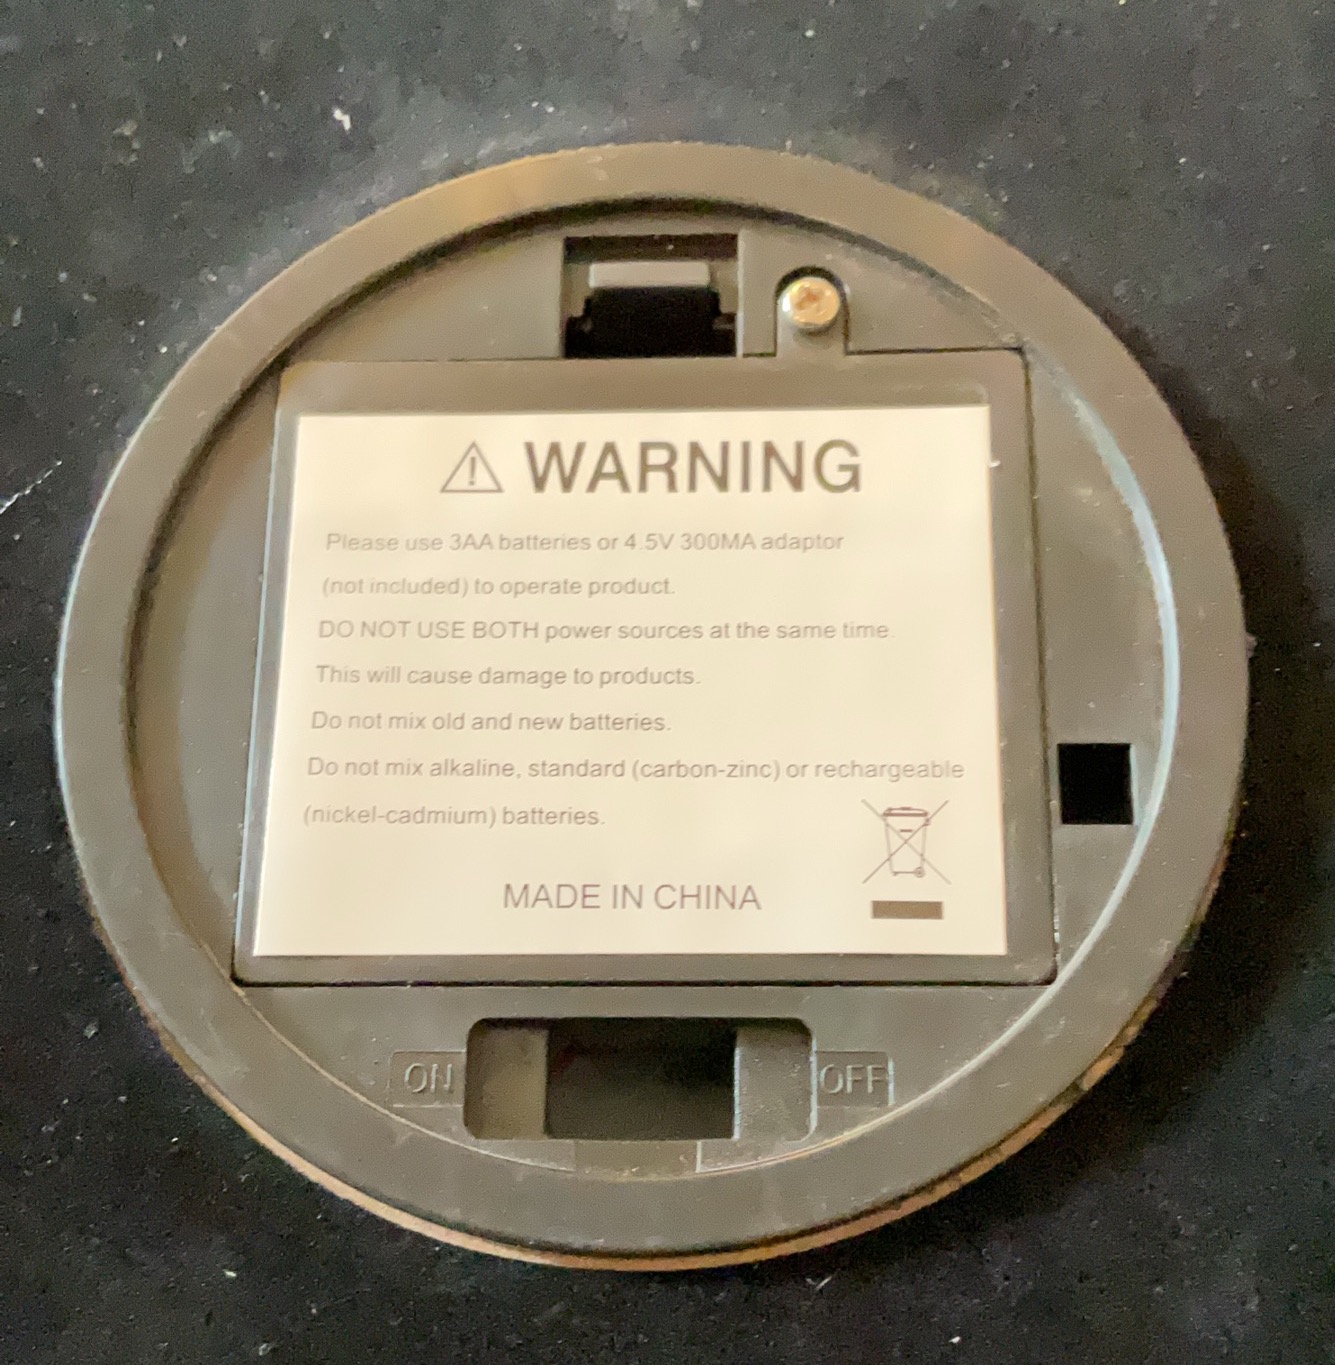 WARNING
Please use 3AA batteries or 4.5V 300MA adaptor
(not included) to operate product.
DO NOT USE BOTH power sources at the same time.
This will cause damage to products.
Do not mix old and new batteries.
Do not mix alkaline, standard (carbon-zinc) or rechargeable
(nickel-cadmium) batteries.
MADE IN CHINA
ON OFF